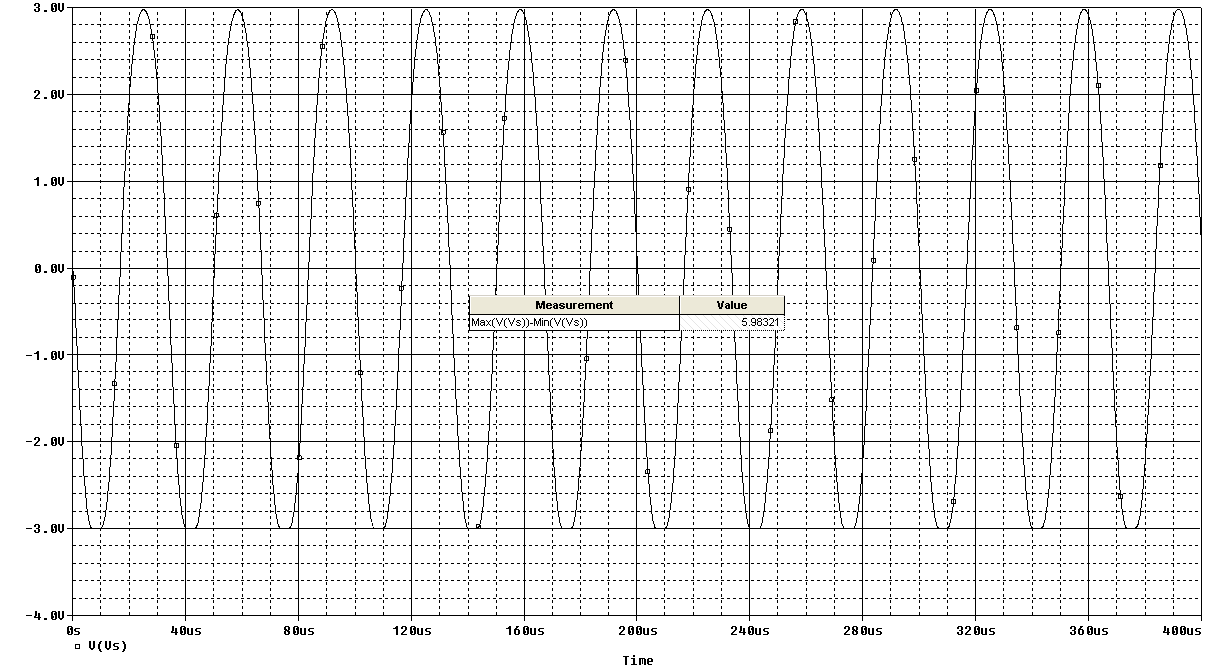 3.0V
2.0V
1.0V
0.0V
-1.0V
-2.0V
-3.0V
-4.0V
Measurement Value
Max(V(Vs))-Min(V(Vs)) 5.98321
0s 40us 80us 120us 160us 200us 240us 280us 320us 360us 400us
V(Vs)
Time